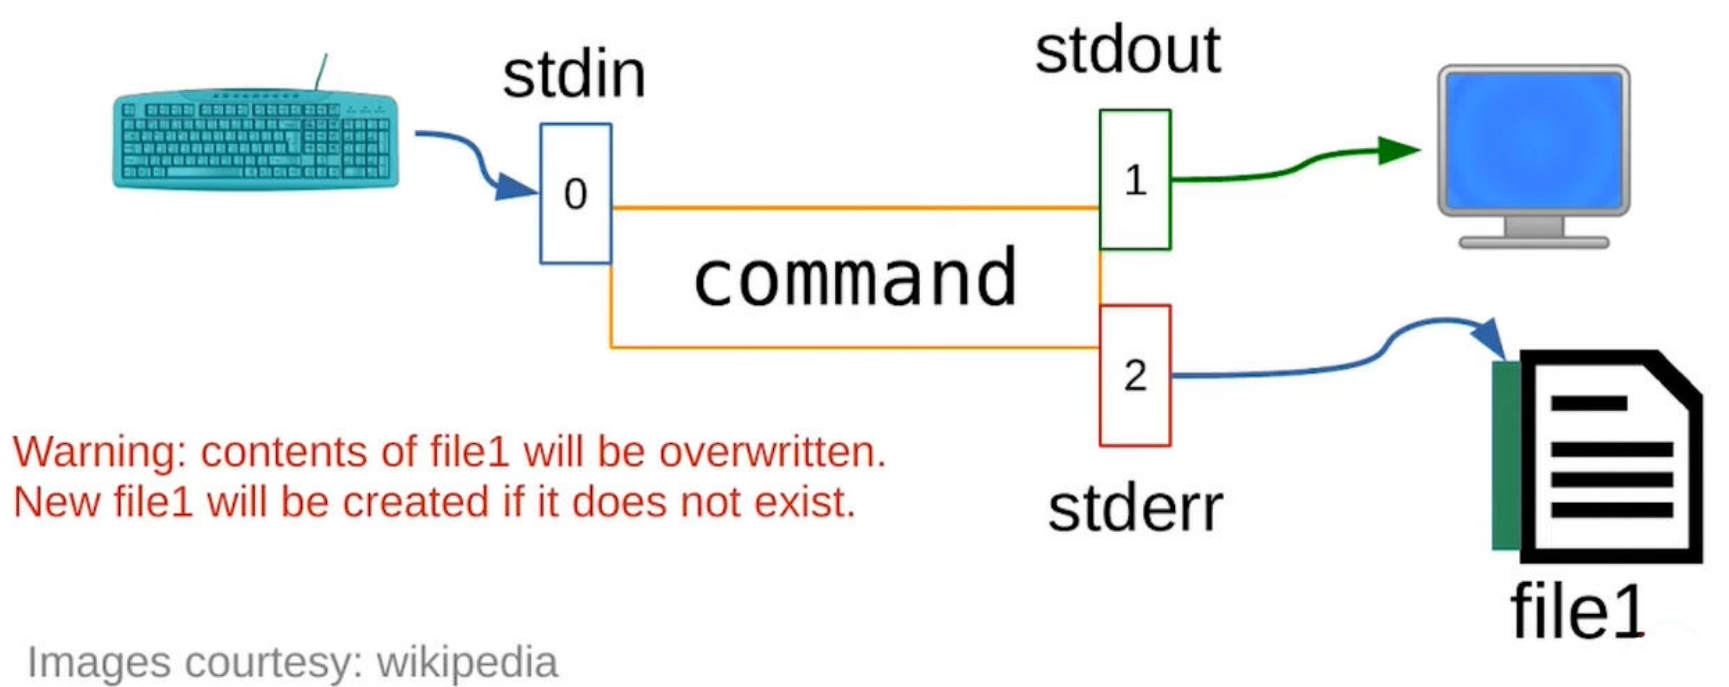 stdin
stdout
0
1
command
2
Warning: contents of file1 will be overwritten.
New file1 will be created if it does not exist.
stderr
file1
Images courtesy: wikipedia